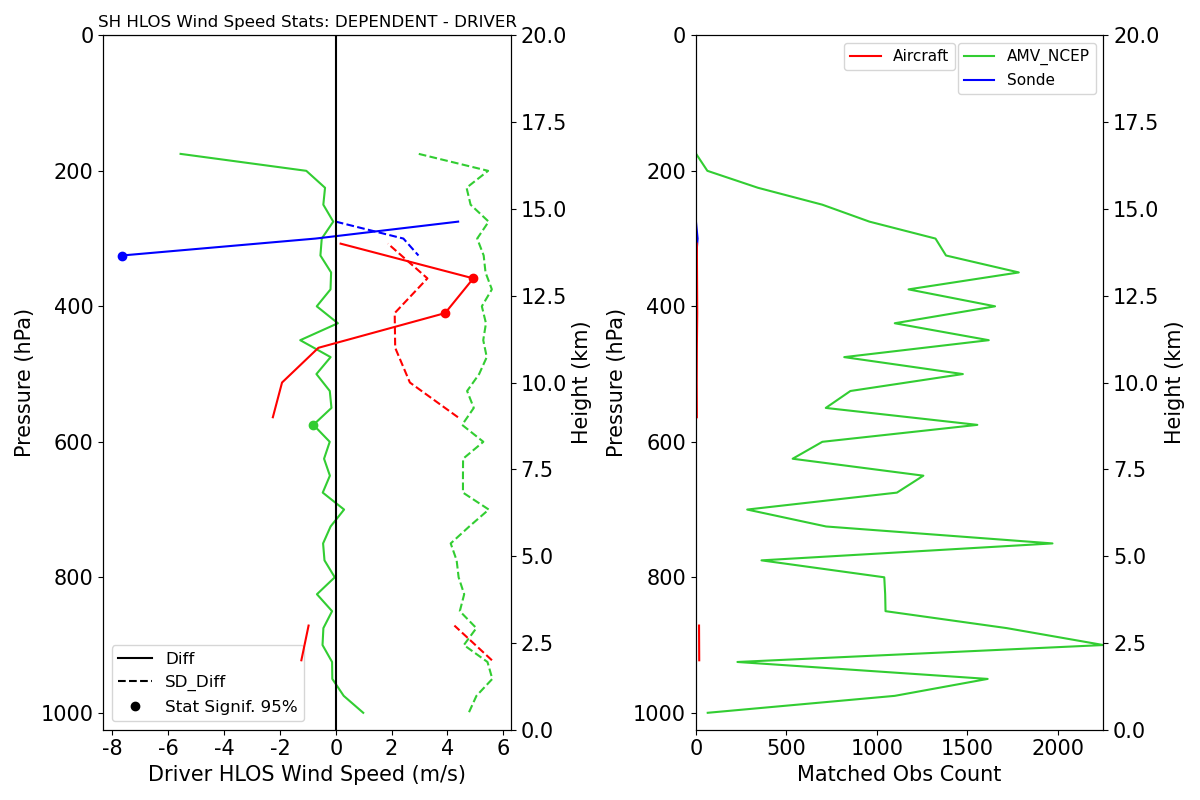 SH HLOS Wind Speed Stats: DEPENDENT - DRIVER
0
200
400
600
800
1000
Pressure (hPa)
-8 -6 -4 -2 0 2 4 6
Driver HLOS Wind Speed (m/s)
20.0
17.5
15.0
12.5
10.0
7.5
5.0
2.5
0.0
Height (km)
Diff
SD_Diff
Stat Signif. 95%
0
200
400
600
800
1000
Pressure (hPa)
0 500 1000 1500 2000
Matched Obs Count
20.0
17.5
15.0
12.5
10.0
7.5
5.0
2.5
0.0
Height (km)
Aircraft
AMV_NCEP
Sonde